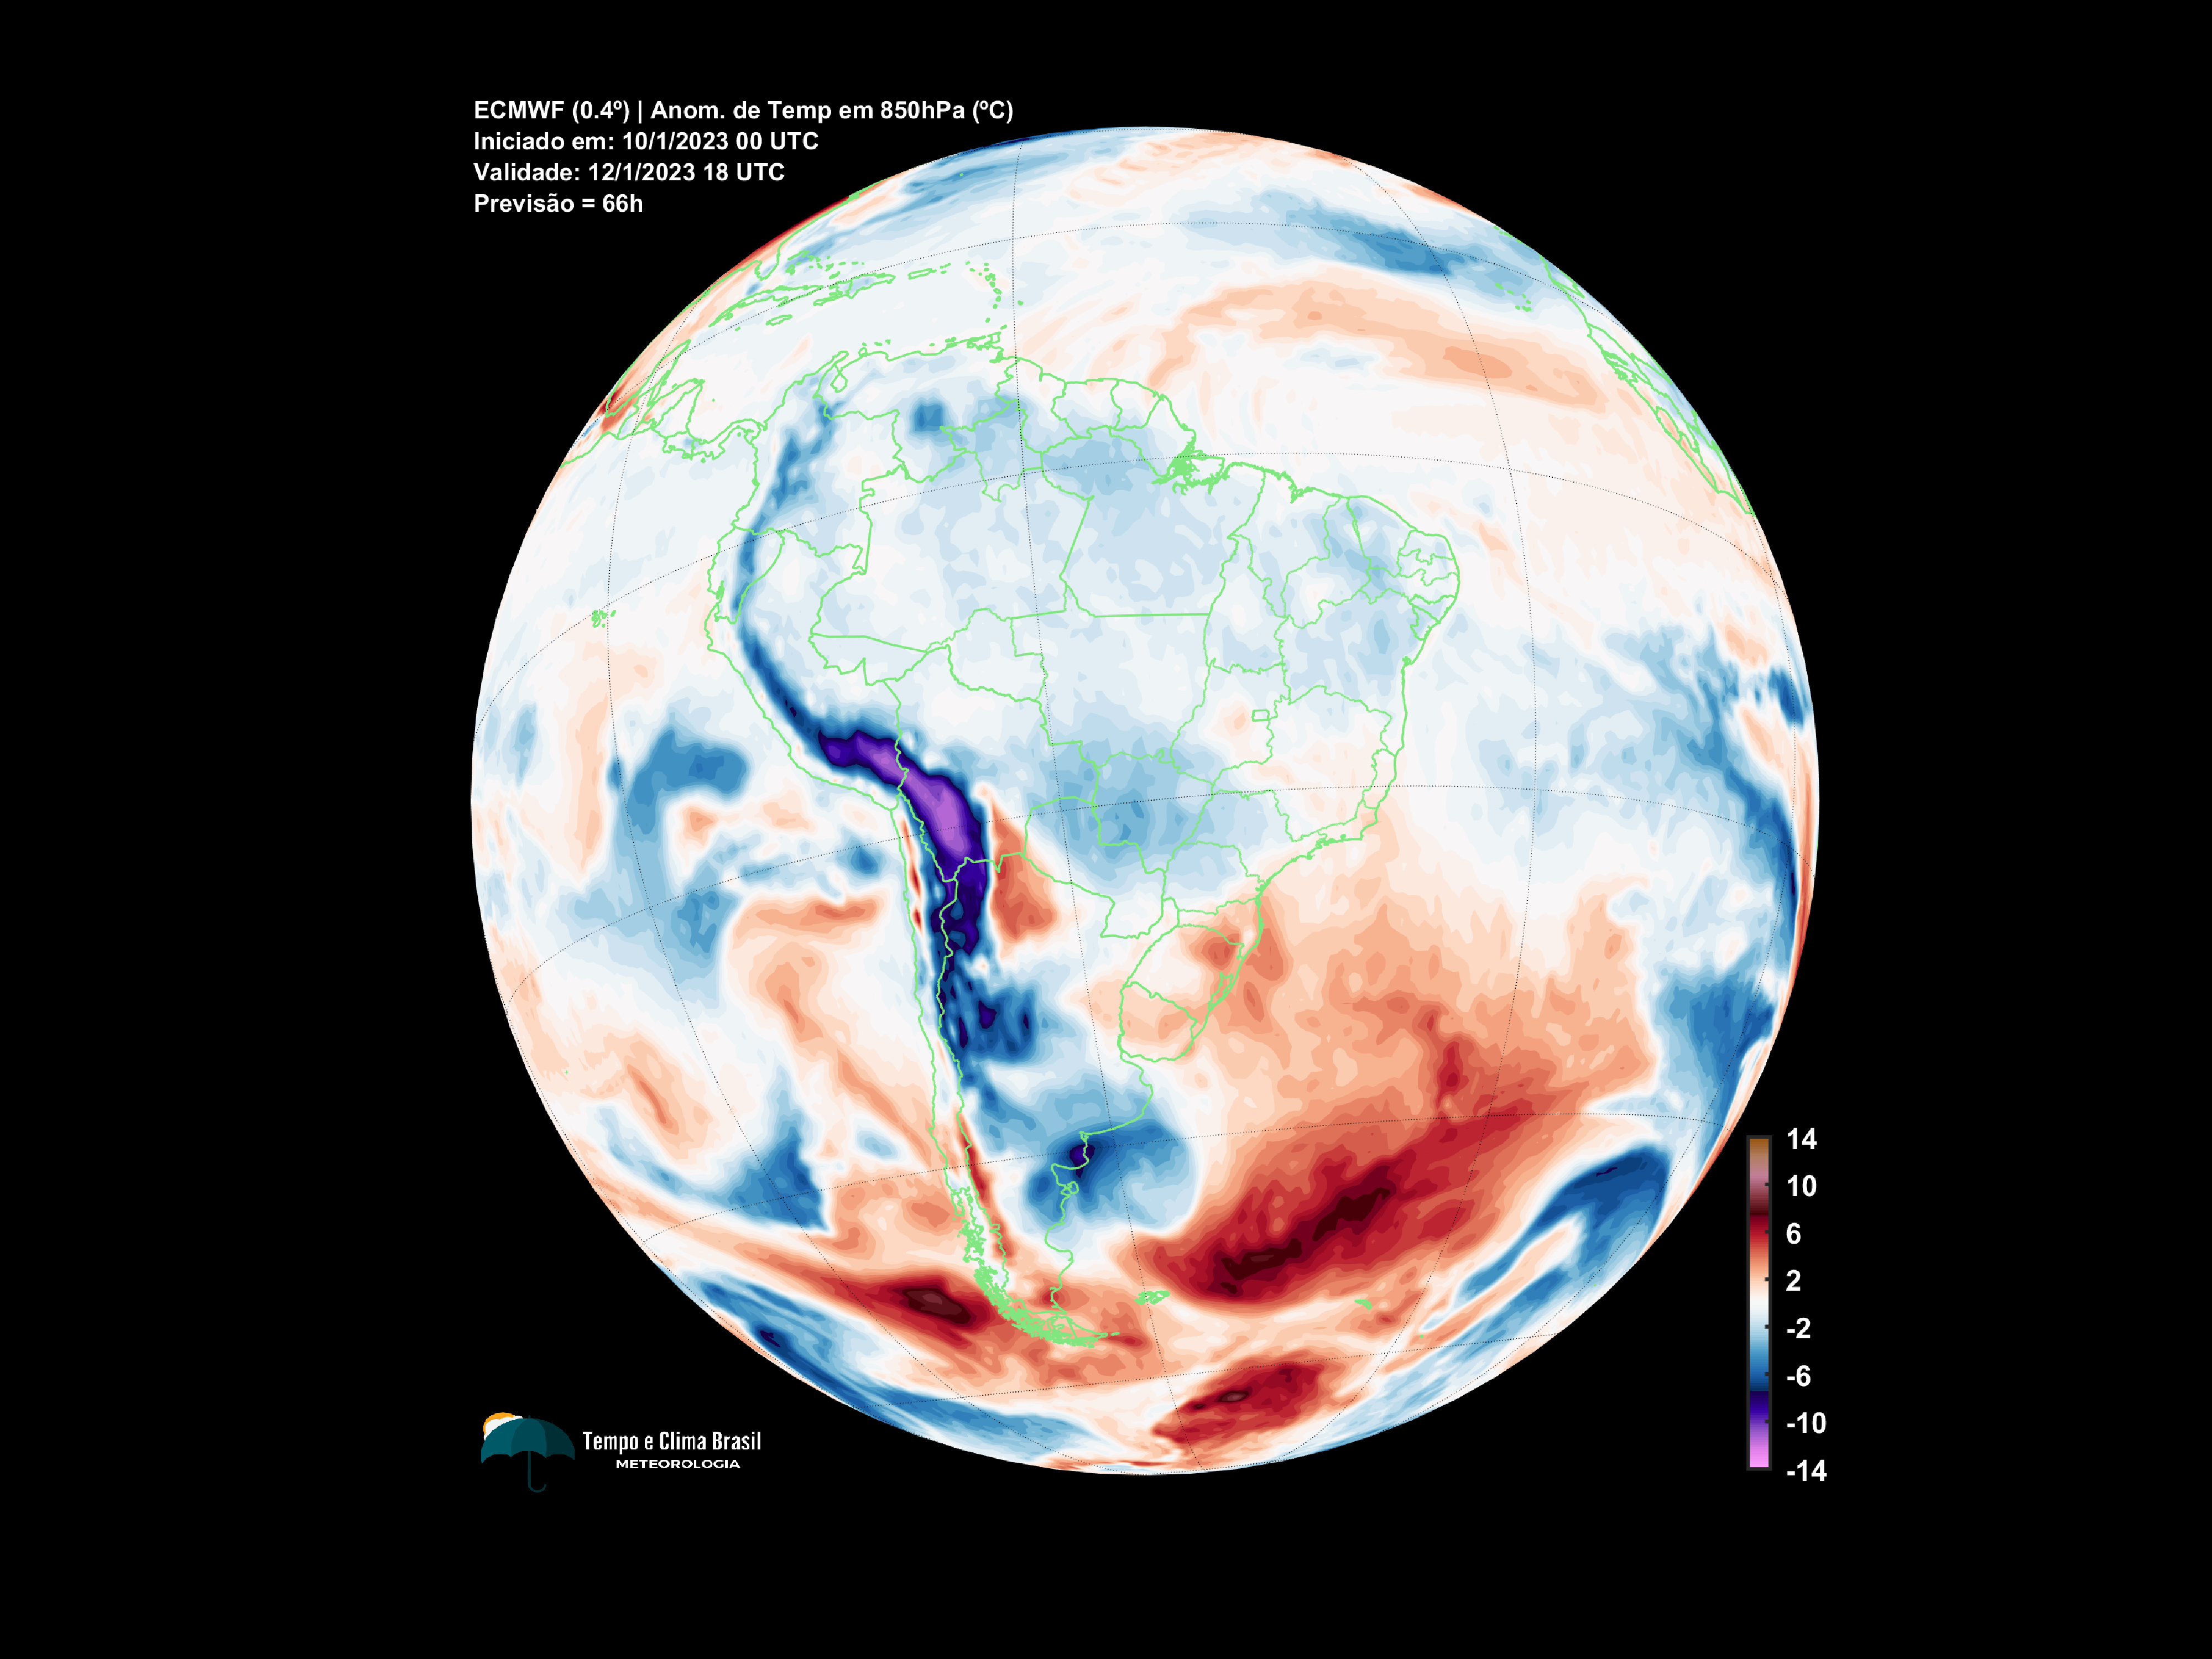 ECMWF (0.4º) | Anom. de Temp em 850hPa (ºC)
Iniciado em: 10/1/2023 00 UTC
Validade: 12/1/2023 18 UTC
Previsão = 66h
14
10
6
2
-2
-6
-10
-14
Tempo e Clima Brasil
METEOROLOGIA